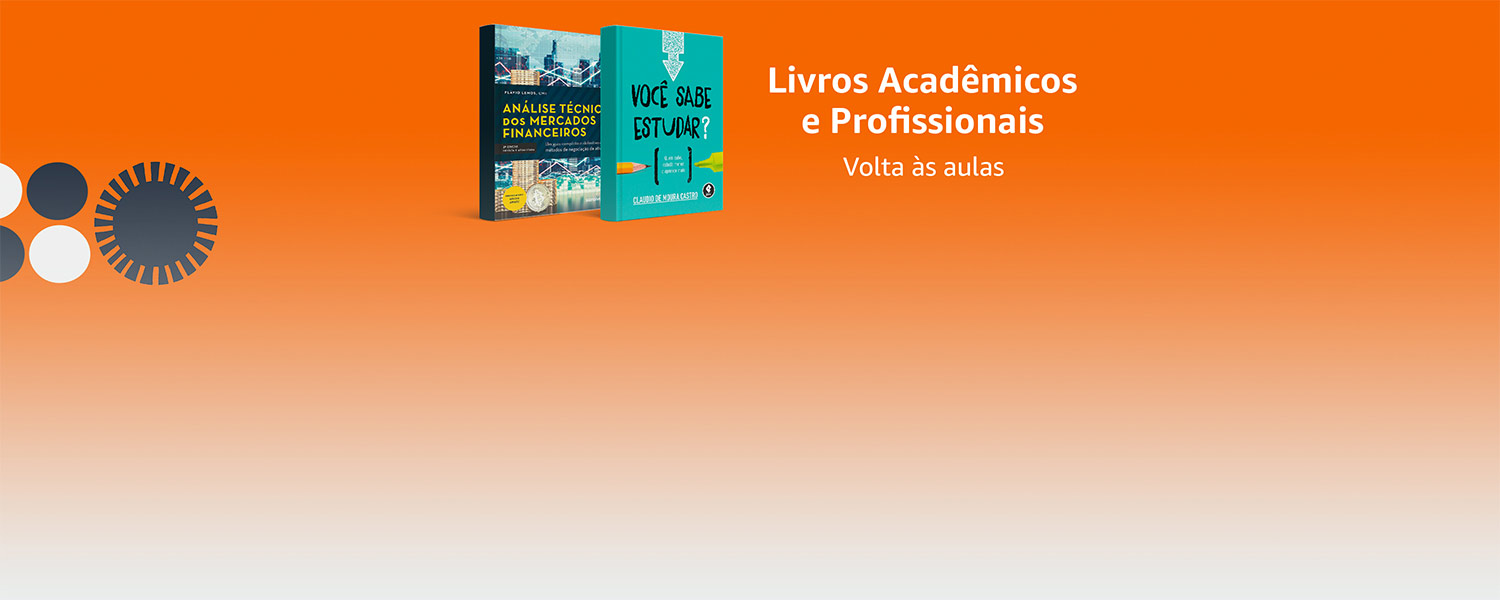 FLAVIO LEMOS, CMT
ANÁLISE TÉCNIC
DOS MERCADOS
FINANCEIROS
VOCÊ SABE
ESTUDAR?
CLAUDIO DE MOURA CASTRO
Livros Acadêmicos
e Profissionais
Volta às aulas